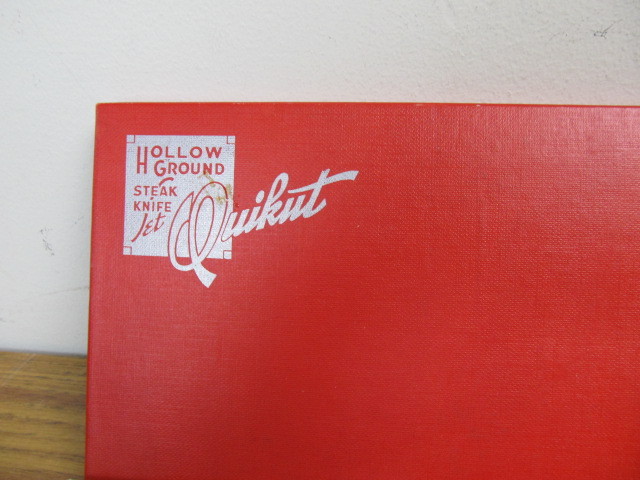 HOLLOW
GROUND
STEAK
KNIFE
Set
Quikut